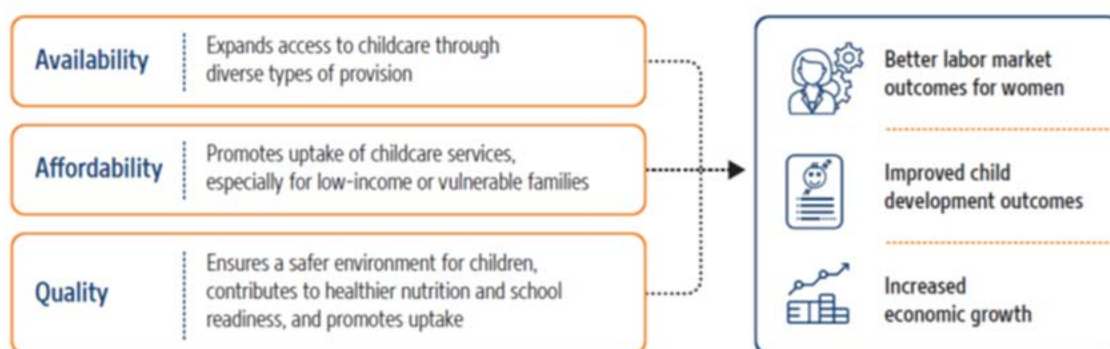 Availability
Expands access to childcare through
diverse types of provision
Affordability
Promotes uptake of childcare services,
especially for low-income or vulnerable families
Quality
Ensures a safer environment for children,
contributes to healthier nutrition and school
readiness, and promotes uptake
Better labor market
outcomes for women
Improved child
development outcomes
Increased
economic growth